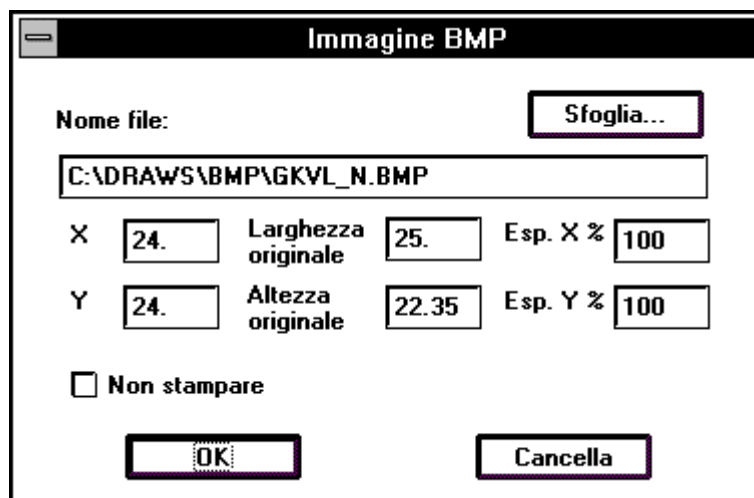 Immagine BMP
Nome file:
Sfoglia...
C:\DRAWS\BMP\GKVL_N.BMP
X 24. Larghezza originale 25. Esp. X % 100
Y 24. Altezza originale 22.35 Esp. Y % 100
Non stampare
OK Cancella